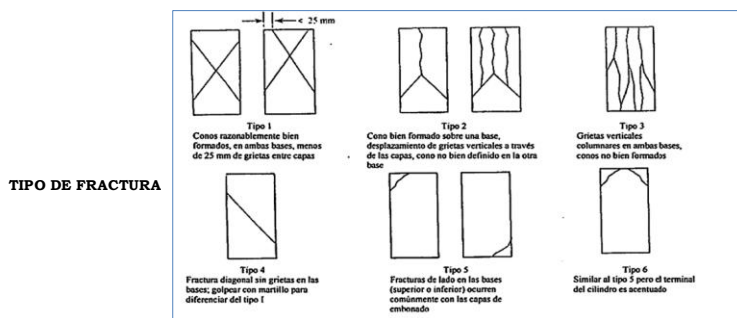 < 25 mm
Tipo 1
Conos razonablemente bien
formados, en ambas bases, menos
de 25 mm de grietas entre capas
Tipo 2
Cono bien formado sobre una base,
desplazamiento de grietas verticales a través
de las capas, cono no bien definido en la otra
base
Tipo 3
Grietas verticales
columnares en ambas bases,
conos no bien formados
TIPO DE FRACTURA
Tipo 4
Fractura diagonal sin grietas en las
bases; golpear con martillo para
diferenciar del tipo I
Tipo 5
Fracturas de lado en las bases
(superior o inferior) ocurren
comúnmente con las capas de
embonado
Tipo 6
Similar al tipo 5 pero el terminal
del cilindro es acentuado